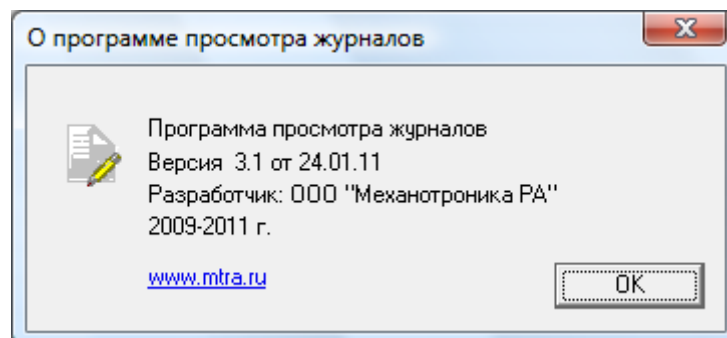 О программе просмотра журналов
Программа просмотра журналов
Версия 3.1 от 24.01.11
Разработчик: ООО "Механотроника РА"
2009-2011 г.
www.mtra.ru
OK